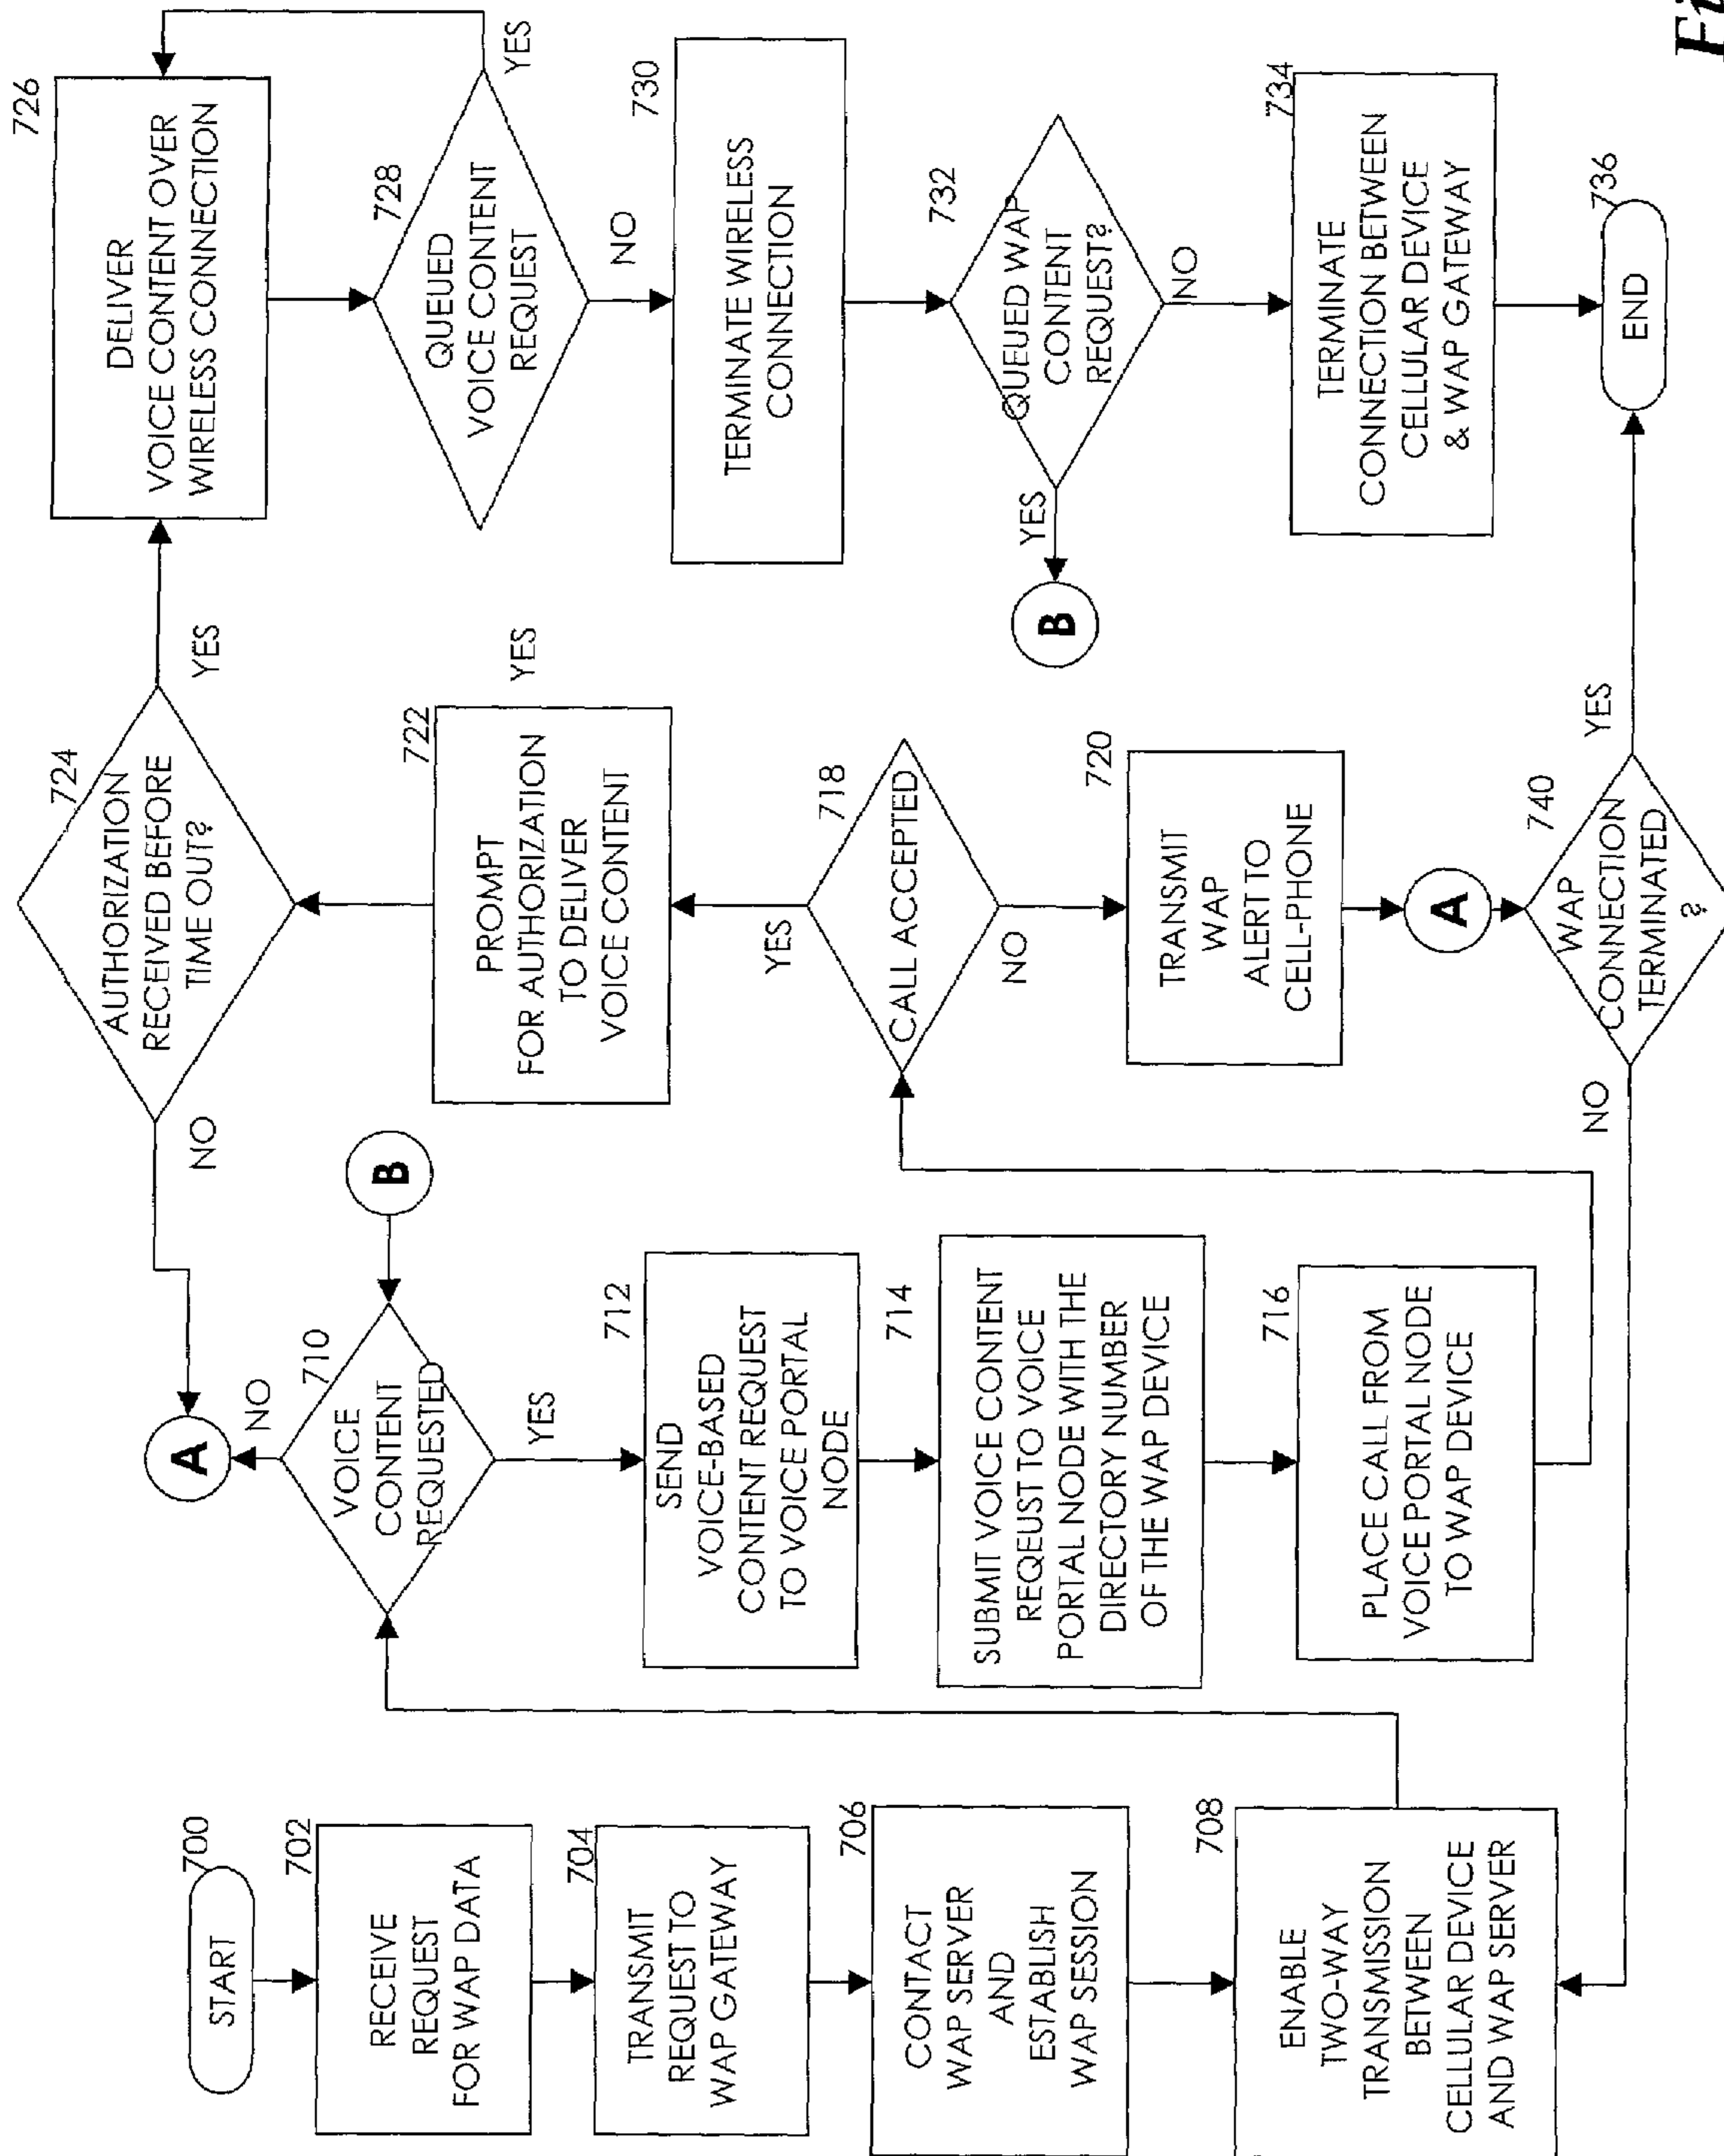 700
START
702
RECEIVE
REQUEST
FOR WAP DATA
704
TRANSMIT
REQUEST TO
WAP GATEWAY
706
CONTACT
WAP SERVER
AND
ESTABLISH
WAP SESSION
708
ENABLE
TWO-WAY
TRANSMISSION
BETWEEN
CELLULAR DEVICE
AND WAP SERVER
A
NO
710
VOICE
CONTENT
REQUESTED
B
YES
712
SEND
VOICE-BASED
CONTENT REQUEST
TO VOICE PORTAL
NODE
714
SUBMIT VOICE CONTENT
REQEUST TO VOICE
PORTAL NODE WITH THE
DIRECTORY NUMBER
OF THE WAP DEVICE
716
PLACE CALL FROM
VOICE PORTAL NODE
TO WAP DEVICE
724
AUTHORIZATION
RECEIVED BEFORE
TIME OUT?
NO
YES
722
PROMPT
FOR AUTHORIZATION
TO DELIVER
VOICE CONTENT
YES
YES
718
CALL ACCEPTED
NO
720
TRANSMIT
WAP
ALERT TO
CELL-PHONE
A
740
WAP
CONNECTION
TERMINATED
?
NO
YES
726
DELIVER
VOICE CONTENT OVER
WIRELESS CONNECTION
728
QUEUED
VOICE CONTENT
REQUEST
YES
NO
730
TERMINATE WIRELESS
CONNECTION
732
QUEUED WAP
CONTENT
REQUEST?
YES
B
NO
734
TERMINATE
CONNECTION BETWEEN
CELLULAR DEVICE
& WAP GATEWAY
736
END